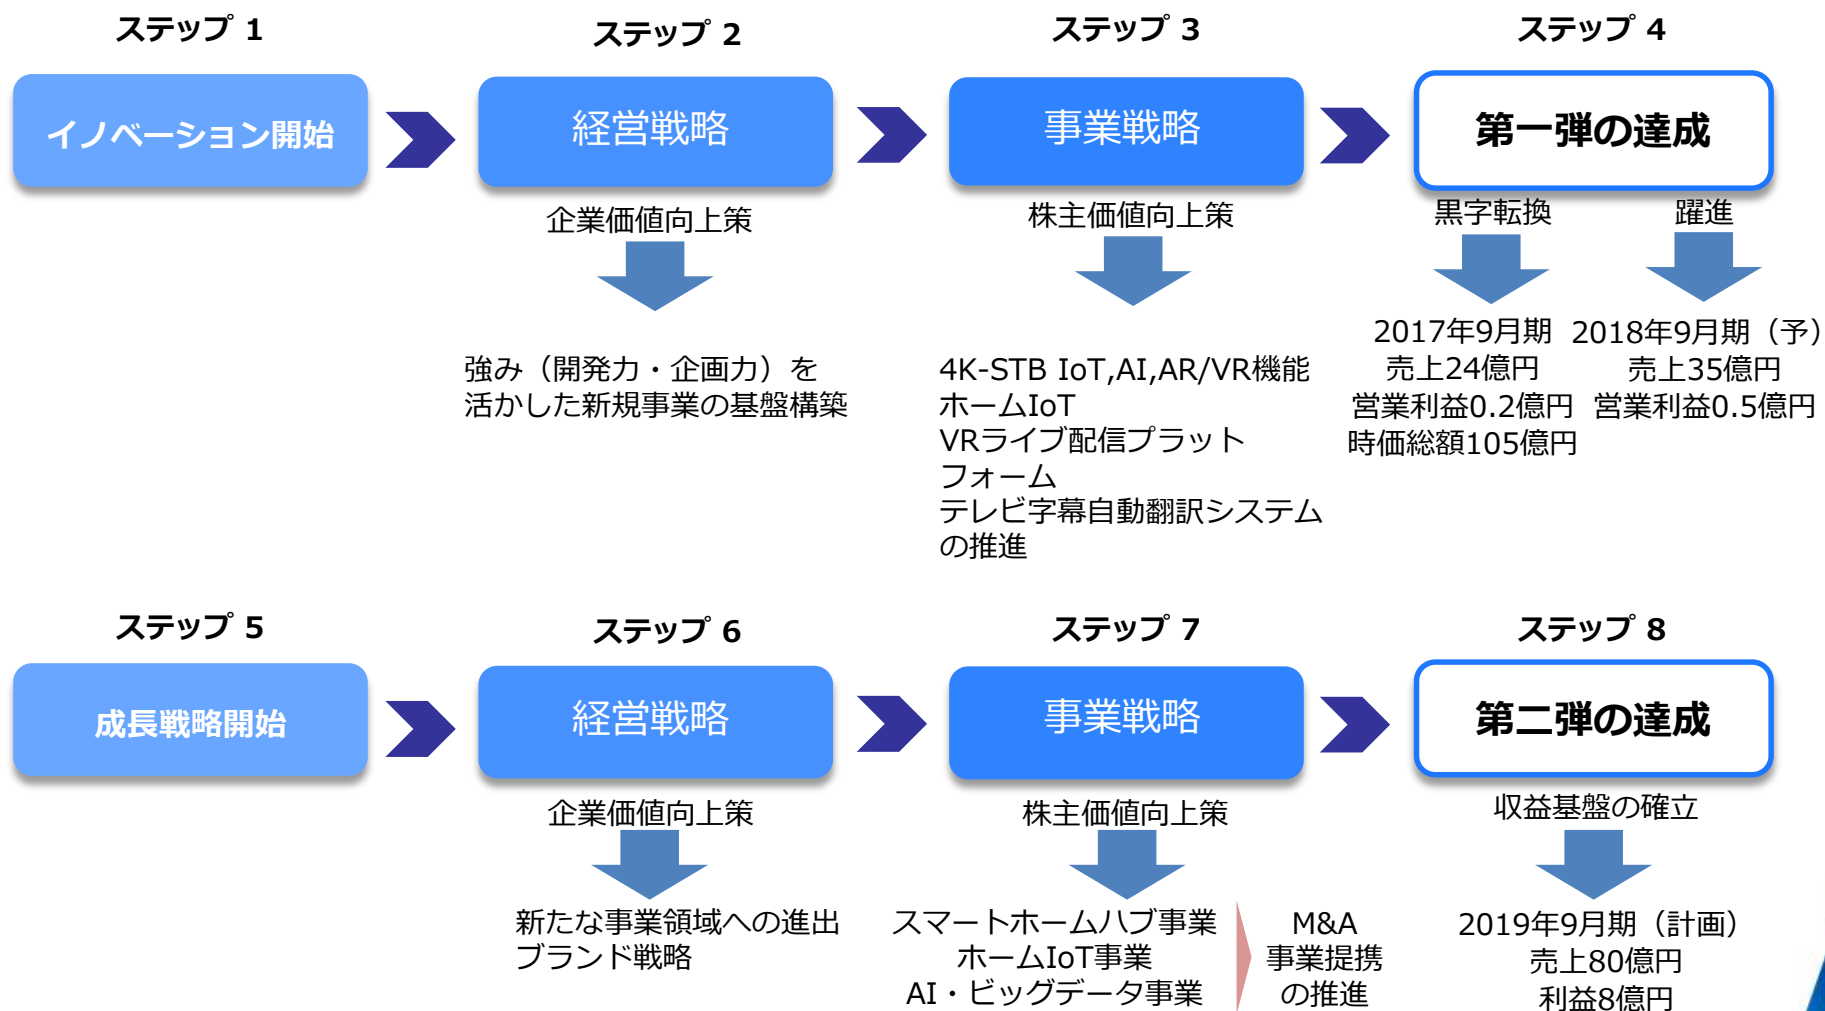 ステップ 1
ステップ 2
ステップ 3
ステップ 4
イノベーション開始
経営戦略
事業戦略
第一弾の達成
企業価値向上策
株主価値向上策
黒字転換
躍進
強み（開発力・企画力）を
活かした新規事業の基盤構築
4K-STB IoT,AI,AR/VR機能
ホームIoT
VRライブ配信プラット
フォーム
テレビ字幕自動翻訳システム
の推進
2017年9月期
売上24億円
営業利益0.2億円
時価総額105億円
2018年9月期（予）
売上35億円
営業利益0.5億円
ステップ 5
ステップ 6
ステップ 7
ステップ 8
成長戦略開始
経営戦略
事業戦略
第二弾の達成
企業価値向上策
株主価値向上策
収益基盤の確立
新たな事業領域への進出
ブランド戦略
スマートホームハブ事業
ホームIoT事業
AI・ビッグデータ事業
M&A
事業提携
の推進
2019年9月期（計画）
売上80億円
利益8億円